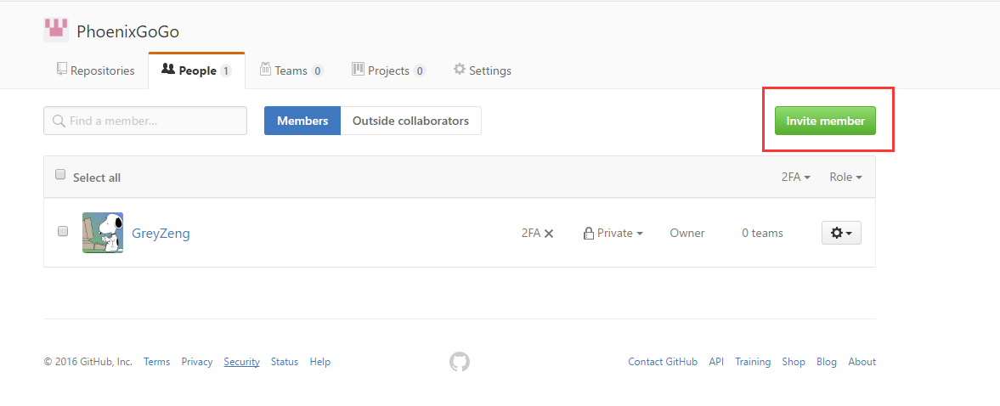 PhoenixGoGo
Repositories People 1 Teams 0 Projects 0 Settings
Find a member... Members Outside collaborators Invite member
Select all 2FA Role
GreyZeng 2FA Private Owner 0 teams
© 2016 GitHub, Inc. Terms Privacy Security Status Help Contact GitHub API Training Shop Blog About